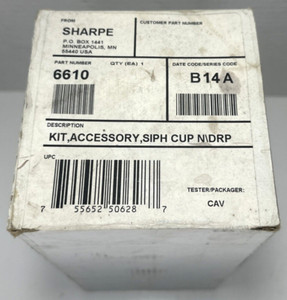 FROM
CUSTOMER PART NUMBER
SHARPE
P.O. BOX 1441
MINNEAPOLIS, MN
55440 USA
PART NUMBER
QTY (EA) 1
DATE CODE/SERIES CODE
6610
B14A
DESCRIPTION
KIT,ACCESSORY,SIPH CUP N\DRP
UPC
TESTER/PACKAGER:
CAV
7 55652 50628 7